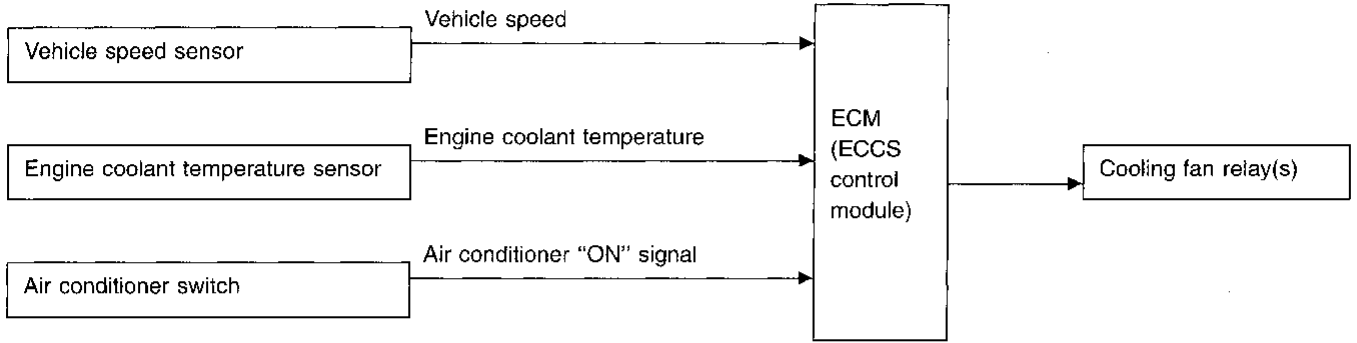 Vehicle speed
Vehicle speed sensor
Engine coolant temperature
Engine coolant temperature sensor
Air conditioner “ON” signal
Air conditioner switch
ECM
(ECCS
control
module)
Cooling fan relay(s)